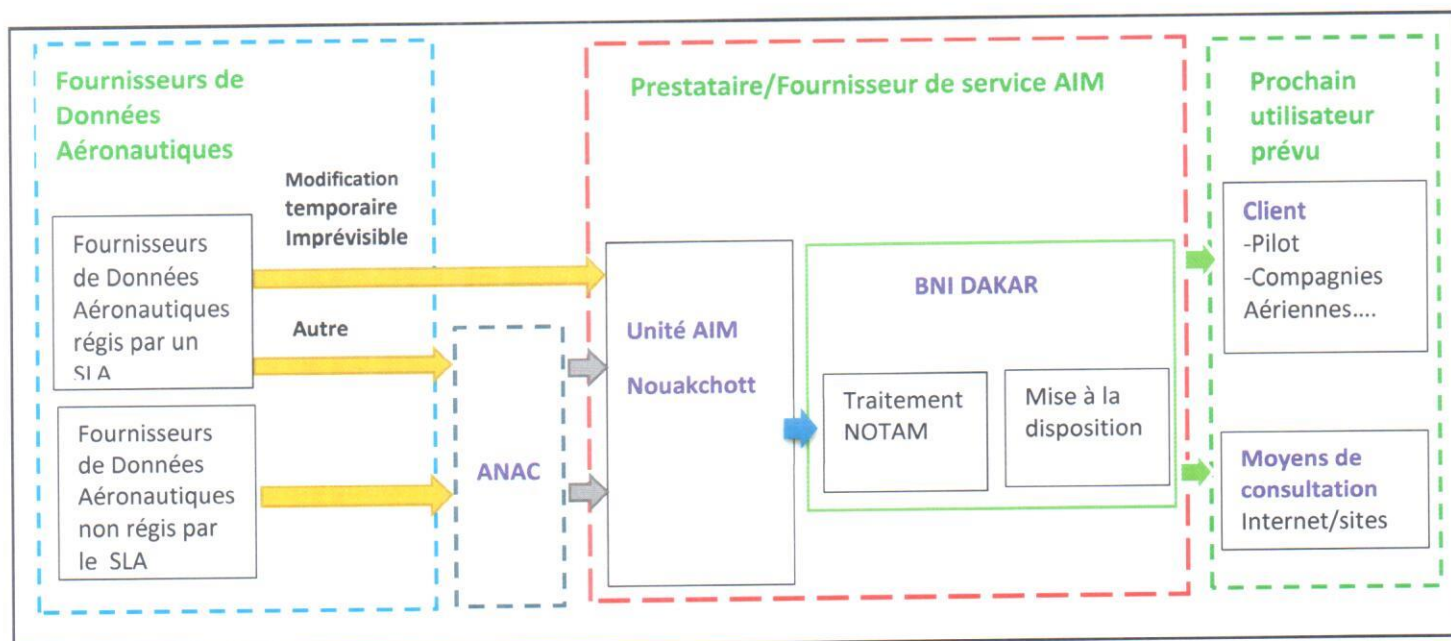 Fournisseurs de
Données
Aéronautiques
Modification
temporaire
Imprévisible
Fournisseurs
de Données
Aéronautiques
régis par un
SLA
Autre
Fournisseurs
de Données
Aéronautiques
non régis par
le SLA
ANAC
Prestataire/Fournisseur de service AIM
Unité AIM
Nouakchott
BNI DAKAR
Traitement
NOTAM
Mise à la
disposition
Prochain
utilisateur
prévu
Client
-Pilot
-Compagnies
Aériennes....
Moyens de
consultation
Internet/sites